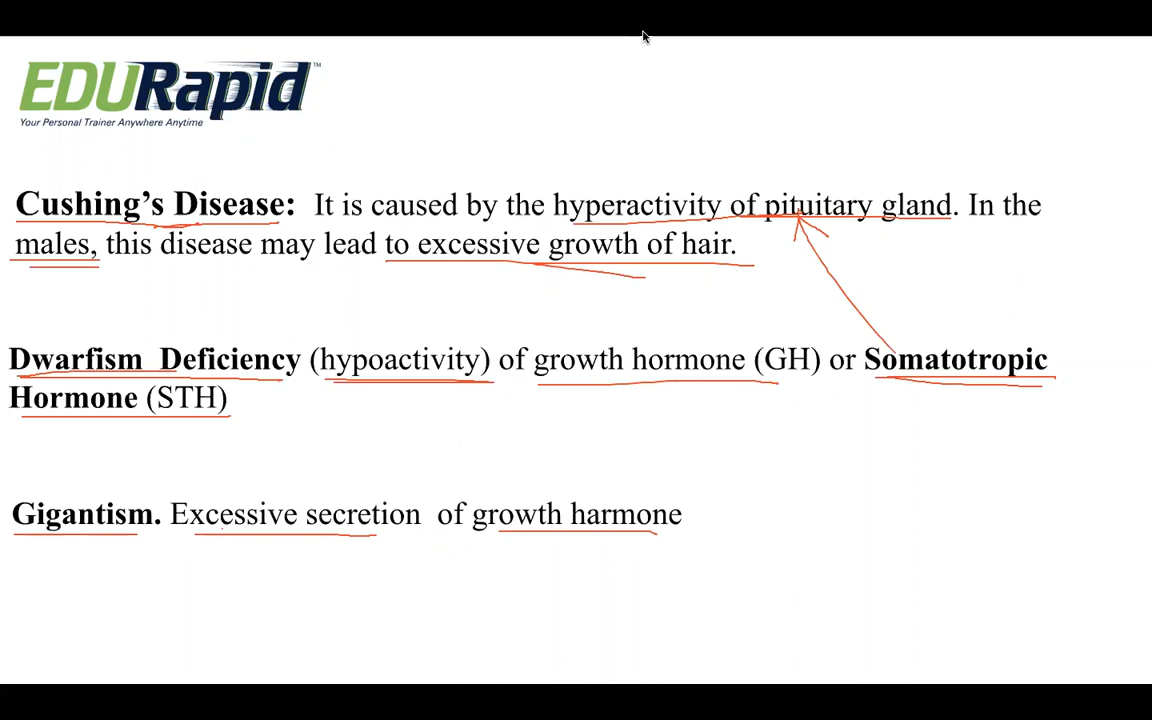 EDURapid™
Your Personal Trainer Anywhere Anytime
Cushing’s Disease: It is caused by the hyperactivity of pituitary gland. In the
males, this disease may lead to excessive growth of hair.
Dwarfism Deficiency (hypoactivity) of growth hormone (GH) or Somatotropic
Hormone (STH)
Gigantism. Excessive secretion of growth harmone